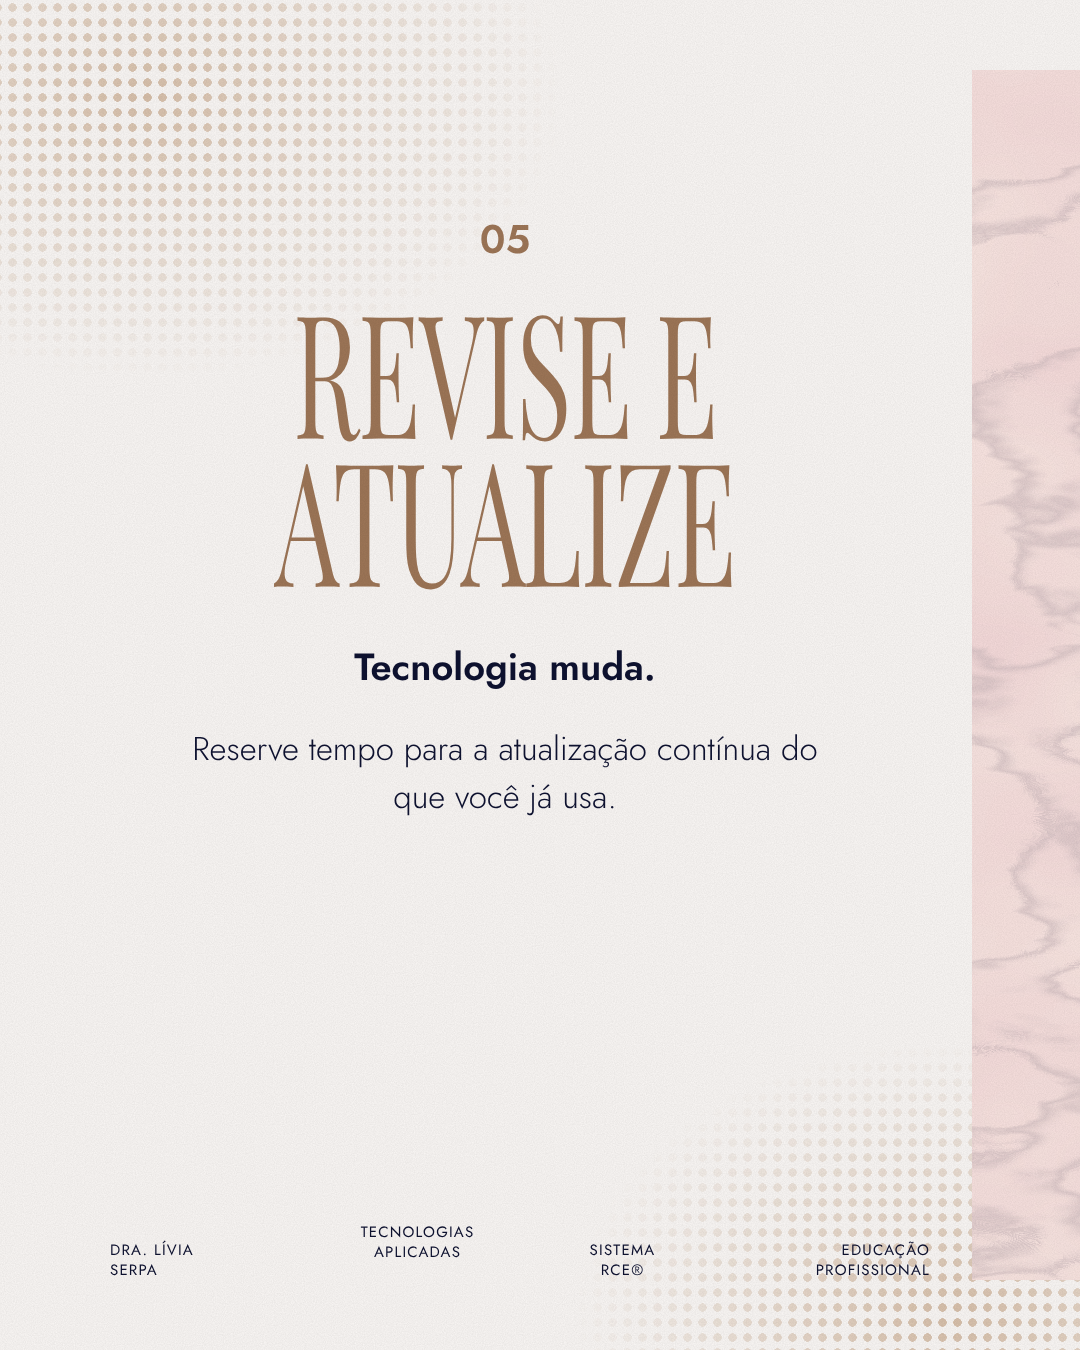 05
REVISE E
ATUALIZE
Tecnologia muda.
Reserve tempo para a atualização contínua do
que você já usa.
DRA. LÍVIA
SERPA
TECNOLOGIAS
APLICADAS
SISTEMA
RCE®
EDUCAÇÃO
PROFISSIONAL